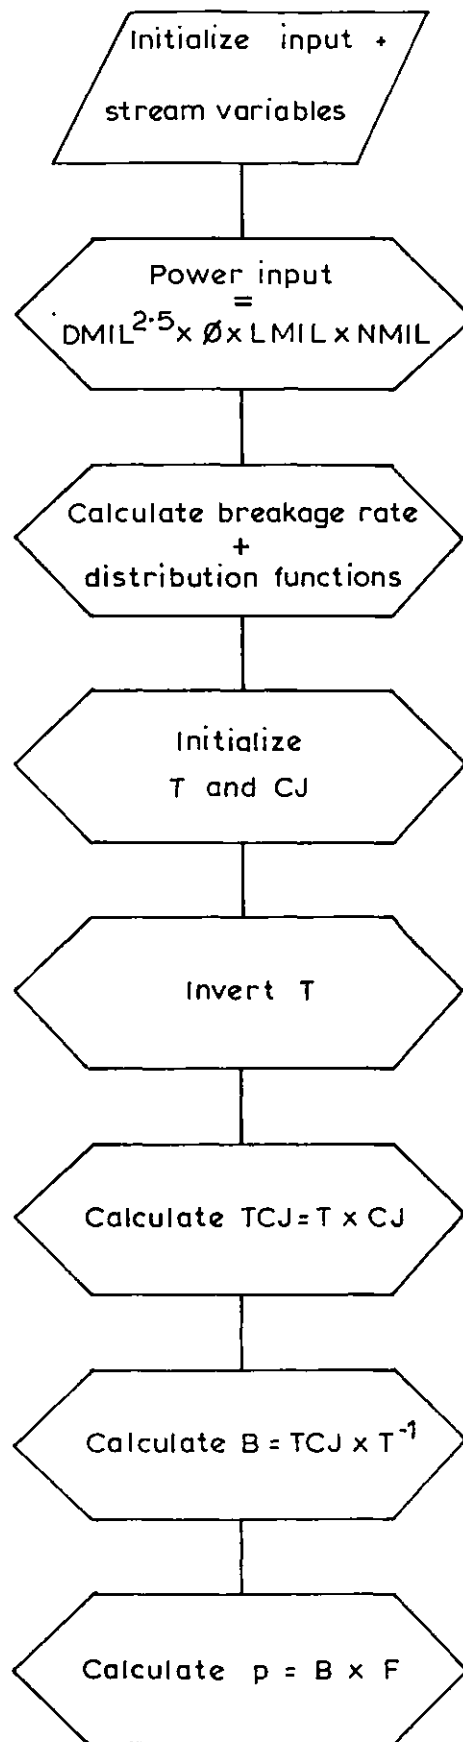 Initialize input +
stream variables
Power input
=
DMIL^2.5 x Ø x LMIL x NMIL
Calculate breakage rate
+
distribution functions
Initialize
T and CJ
Invert T
Calculate TCJ = T x CJ
Calculate B = TCJ x T^-1
Calculate p = B x F